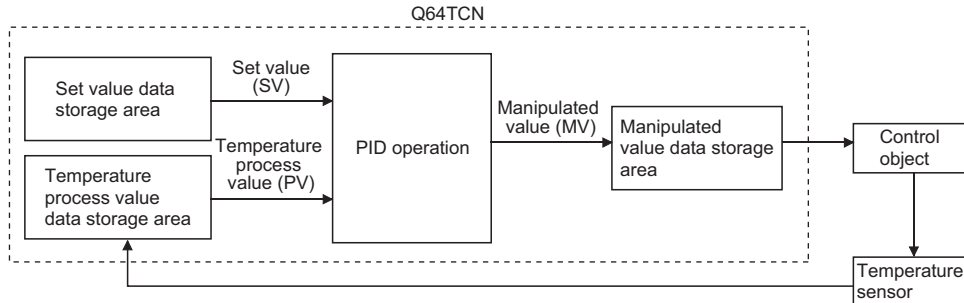 Q64TCN
Set value data
storage area
Set value
(SV)
Temperature
process value
data storage area
Temperature
process
value (PV)
PID operation
Manipulated
value (MV)
Manipulated
value data storage
area
Control
object
Temperature
sensor